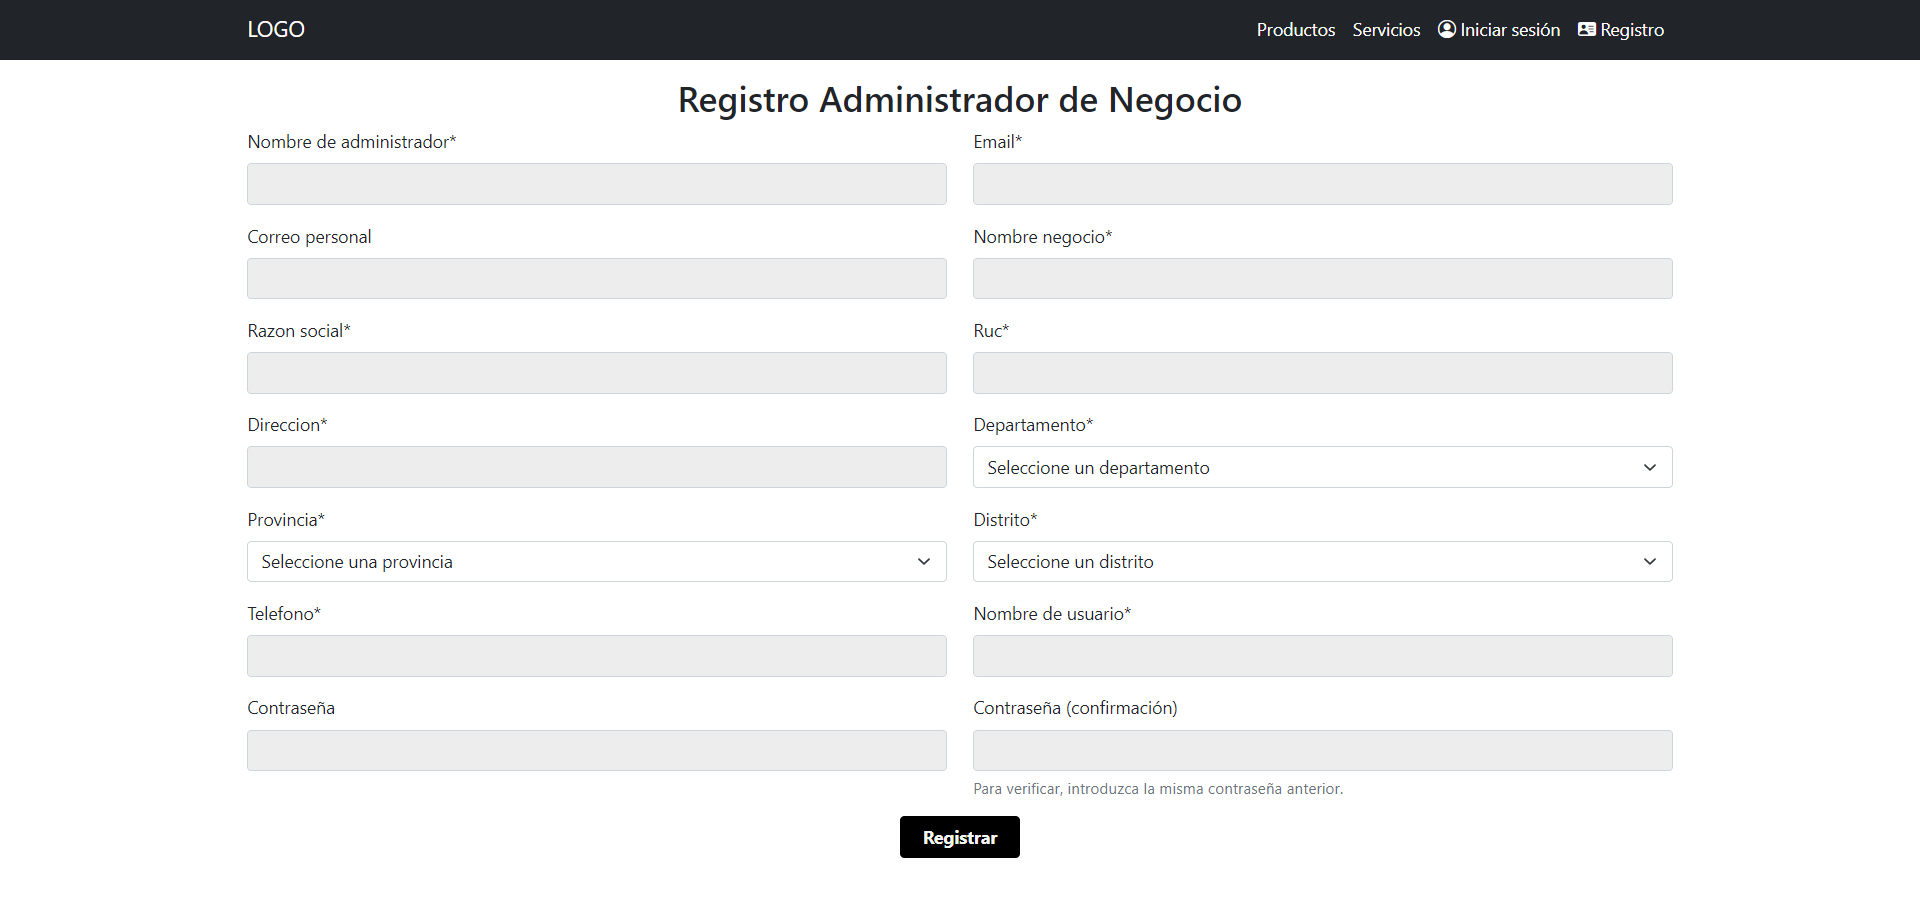 LOGO
Productos Servicios Iniciar sesión Registro
Registro Administrador de Negocio
Nombre de administrador*
Email*
Correo personal
Nombre negocio*
Razon social*
Ruc*
Direccion*
Departamento*
Seleccione un departamento
Provincia*
Seleccione una provincia
Distrito*
Seleccione un distrito
Telefono*
Nombre de usuario*
Contraseña
Contraseña (confirmación)
Para verificar, introduzca la misma contraseña anterior.
Registrar